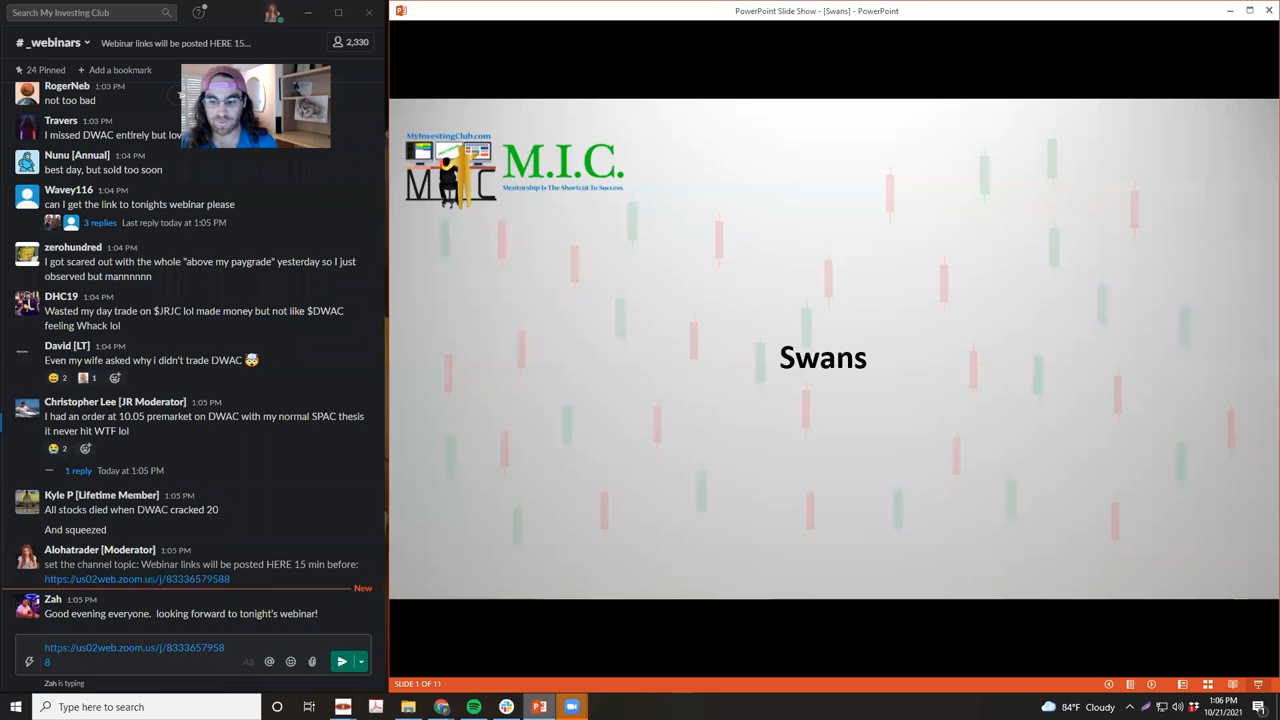 Search My Investing Club
# _webinars
Webinar links will be posted HERE 15...
2,330
24 Pinned
+ Add a bookmark
RogerNeb 1:03 PM
not too bad
Travers 1:03 PM
I missed DWAC entirely but lov
Nunu [Annual] 1:04 PM
best day, but sold too soon
Wavey116 1:04 PM
can I get the link to tonights webinar please
3 replies Last reply today at 1:05 PM
zerohundred 1:04 PM
I got scared out with the whole "above my paygrade" yesterday so I just
observed but mannnnnn
DHC19 1:04 PM
Wasted my day trade on $JRJC lol made money but not like $DWAC
feeling Whack lol
David [LT] 1:04 PM
Even my wife asked why i didn't trade DWAC 🤯
2 1
Christopher Lee [JR Moderator] 1:05 PM
I had an order at 10.05 premarket on DWAC with my normal SPAC thesis
it never hit WTF lol
2
1 reply Today at 1:05 PM
Kyle P [Lifetime Member] 1:05 PM
All stocks died when DWAC cracked 20
And squeezed
Alohatrader [Moderator] 1:05 PM
set the channel topic: Webinar links will be posted HERE 15 min before:
https://us02web.zoom.us/j/83336579588
New
Zah 1:05 PM
Good evening everyone. looking forward to tonight's webinar!
https://us02web.zoom.us/j/8333657958
8
Aa
Zah is typing
PowerPoint Slide Show - [Swans] - PowerPoint
MyInvestingClub.com
MIC
M.I.C.
Mentorship Is The Shortcut To Success.
Swans
SLIDE 1 OF 11
Type here to search
84°F Cloudy
1:06 PM
10/21/2021